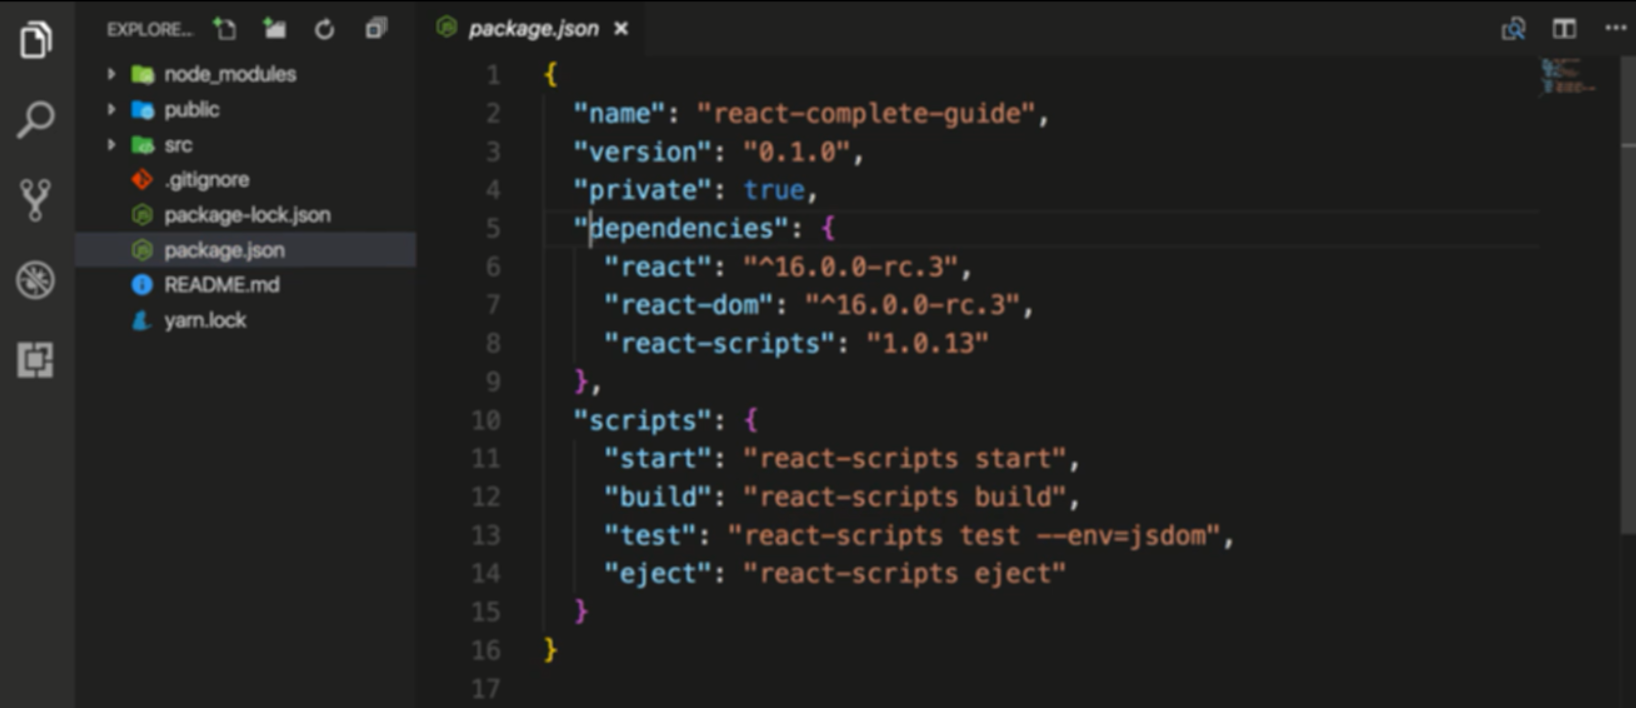 EXPLORE...
node_modules
public
src
.gitignore
package-lock.json
package.json
README.md
yarn.lock
package.json
1 {
2 "name": "react-complete-guide",
3 "version": "0.1.0",
4 "private": true,
5 "dependencies": {
6 "react": "^16.0.0-rc.3",
7 "react-dom": "^16.0.0-rc.3",
8 "react-scripts": "1.0.13"
9 },
10 "scripts": {
11 "start": "react-scripts start",
12 "build": "react-scripts build",
13 "test": "react-scripts test --env=jsdom",
14 "eject": "react-scripts eject"
15 }
16 }
17